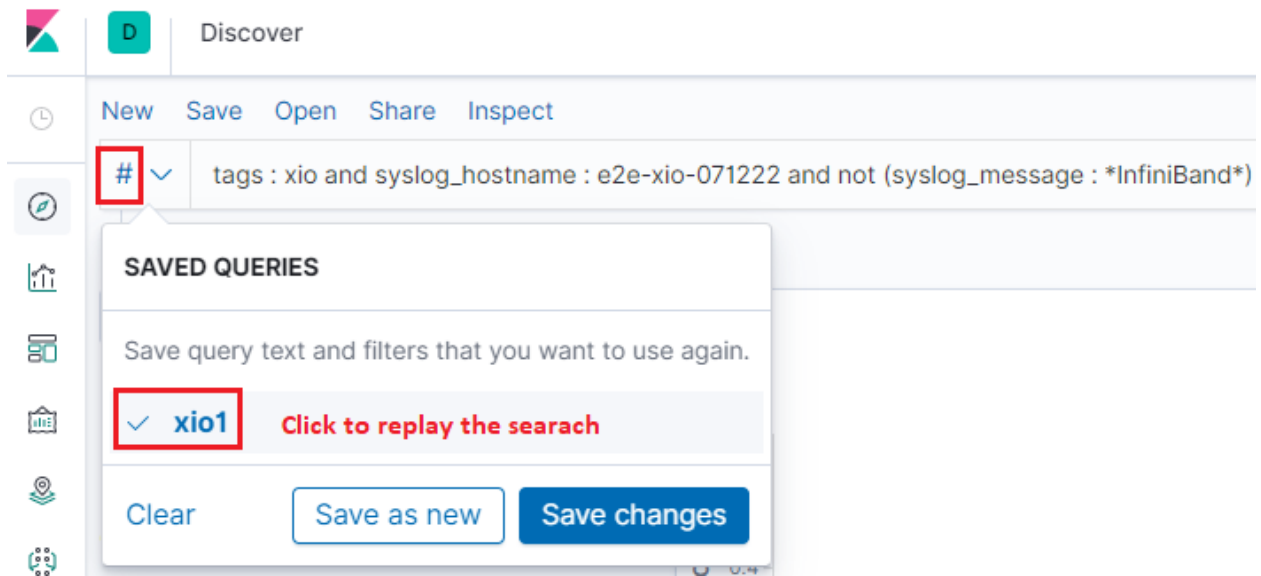 D Discover
New Save Open Share Inspect
# tags : xio and syslog_hostname : e2e-xio-071222 and not (syslog_message : *InfiniBand*)
SAVED QUERIES
Save query text and filters that you want to use again.
xio1 Click to replay the searach
Clear Save as new Save changes